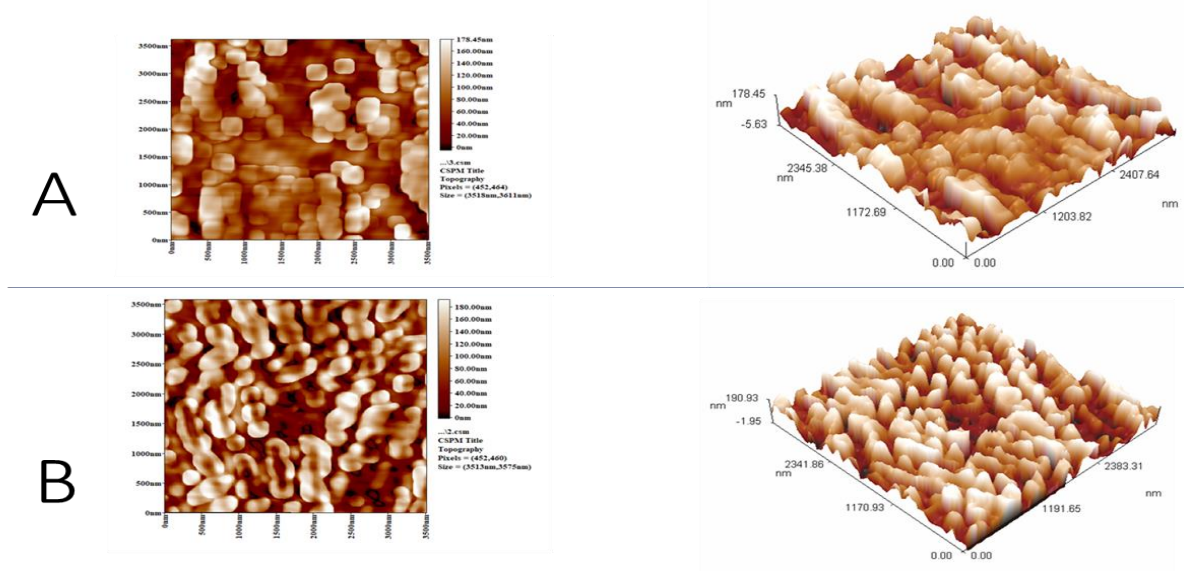 A
3500nm
3000nm
2500nm
2000nm
1500nm
1000nm
500nm
0nm
0nm
500nm
1000nm
1500nm
2000nm
2500nm
3000nm
3500nm
178.45nm
160.00nm
140.00nm
120.00nm
100.00nm
80.00nm
60.00nm
40.00nm
20.00nm
0nm
...\3.csm
CSPM Title
Topography
Pixels = (452,464)
Size = (3518nm,3611nm)
178.45
nm
-5.63
2345.38
nm
1172.69
0.00
0.00
1203.82
2407.64
nm
B
3500nm
3000nm
2500nm
2000nm
1500nm
1000nm
500nm
0nm
0nm
500nm
1000nm
1500nm
2000nm
2500nm
3000nm
3500nm
180.00nm
160.00nm
140.00nm
120.00nm
100.00nm
80.00nm
60.00nm
40.00nm
20.00nm
0nm
...\2.csm
CSPM Title
Topography
Pixels = (452,460)
Size = (3513nm,3575nm)
190.93
nm
-1.95
2341.86
nm
1170.93
0.00
0.00
1191.65
2383.31
nm